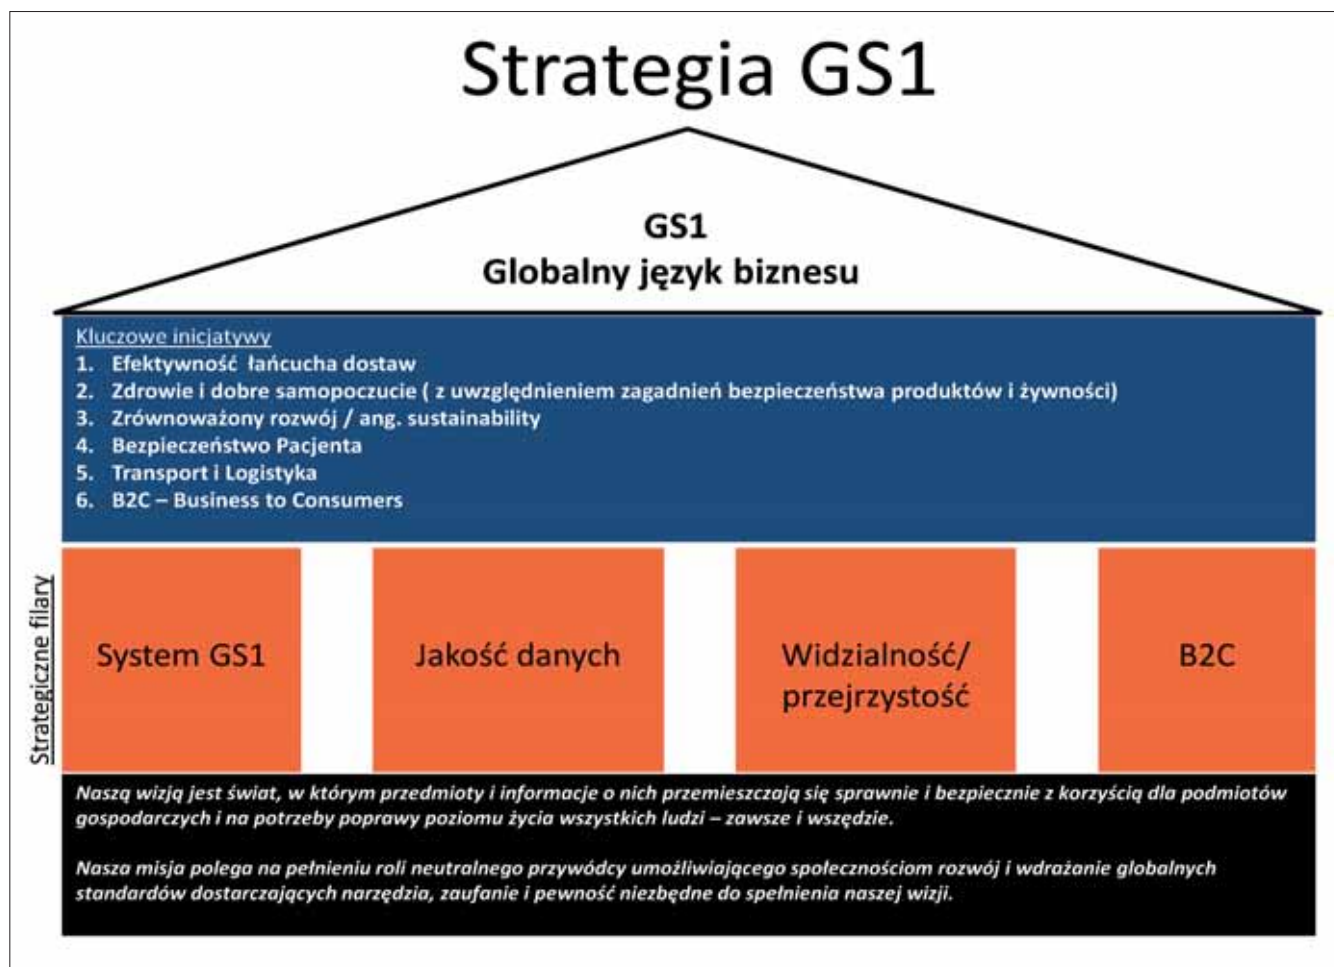 Strategia GS1
GS1
Globalny język biznesu
Kluczowe inicjatywy
1. Efektywność łańcucha dostaw
2. Zdrowie i dobre samopoczucie ( z uwzględnieniem zagadnień bezpieczeństwa produktów i żywności)
3. Zrównoważony rozwój / ang. sustainability
4. Bezpieczeństwo Pacjenta
5. Transport i Logistyka
6. B2C – Business to Consumers
Strategiczne filary
System GS1
Jakość danych
Widzialność/
przejrzystość
B2C
Naszą wizją jest świat, w którym przedmioty i informacje o nich przemieszczają się sprawnie i bezpiecznie z korzyścią dla podmiotów
gospodarczych i na potrzeby poprawy poziomu życia wszystkich ludzi – zawsze i wszędzie.
Nasza misja polega na pełnieniu roli neutralnego przywódcy umożliwiającego społecznościom rozwój i wdrażanie globalnych
standardów dostarczających narzędzia, zaufanie i pewność niezbędne do spełnienia naszej wizji.